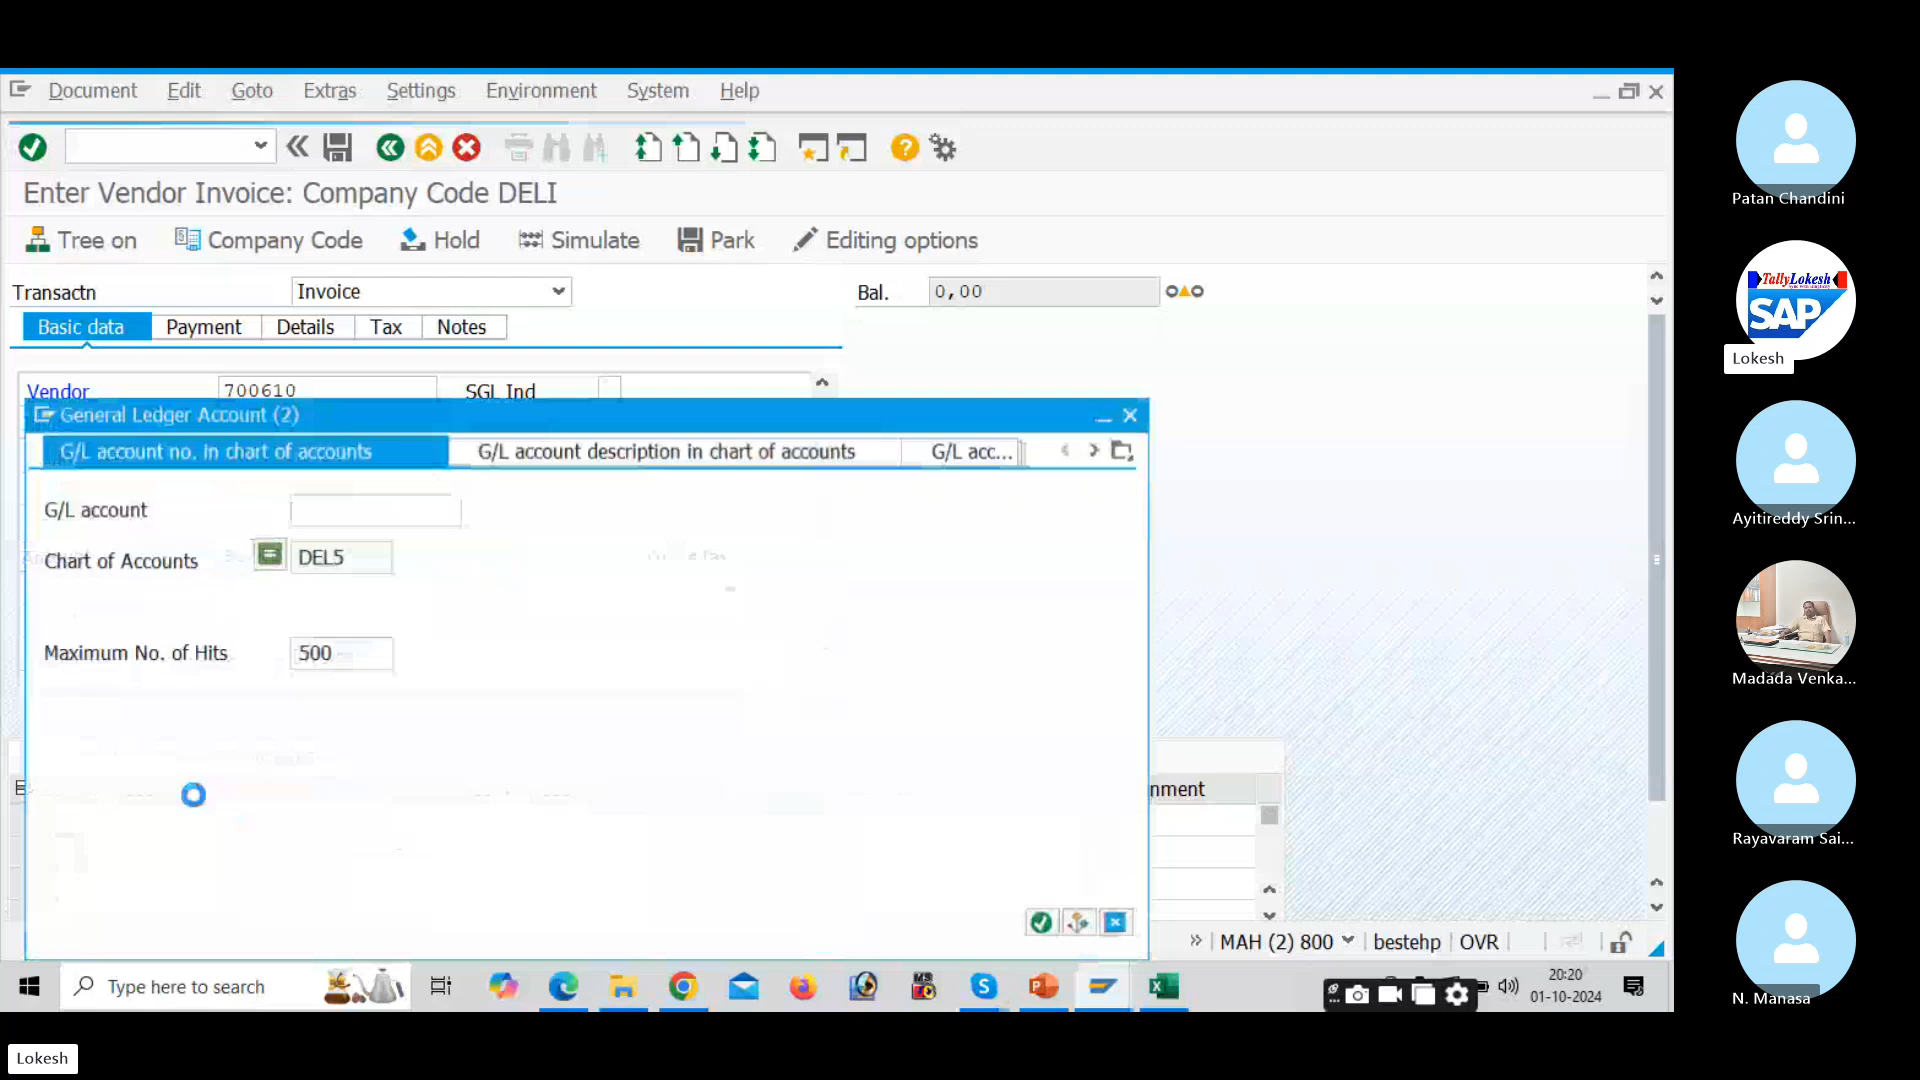 Document Edit Goto Extras Settings Environment System Help
Enter Vendor Invoice: Company Code DELI
Tree on Company Code Hold Simulate Park Editing options
Transactn Invoice Bal. 0,00
Basic data Payment Details Tax Notes
Vendor 700610 SGL Ind
General Ledger Account (2)
G/L account no. in chart of accounts G/L account description in chart of accounts G/L acc...
G/L account
Chart of Accounts DEL5
Maximum No. of Hits 500
nment
MAH (2) 800 bestehp OVR
Type here to search
20:20
01-10-2024
Patan Chandini
TallyLokesh
SAP
Lokesh
Ayitireddy Srin...
Madada Venka...
Rayavaram Sai...
N. Manasa
Lokesh